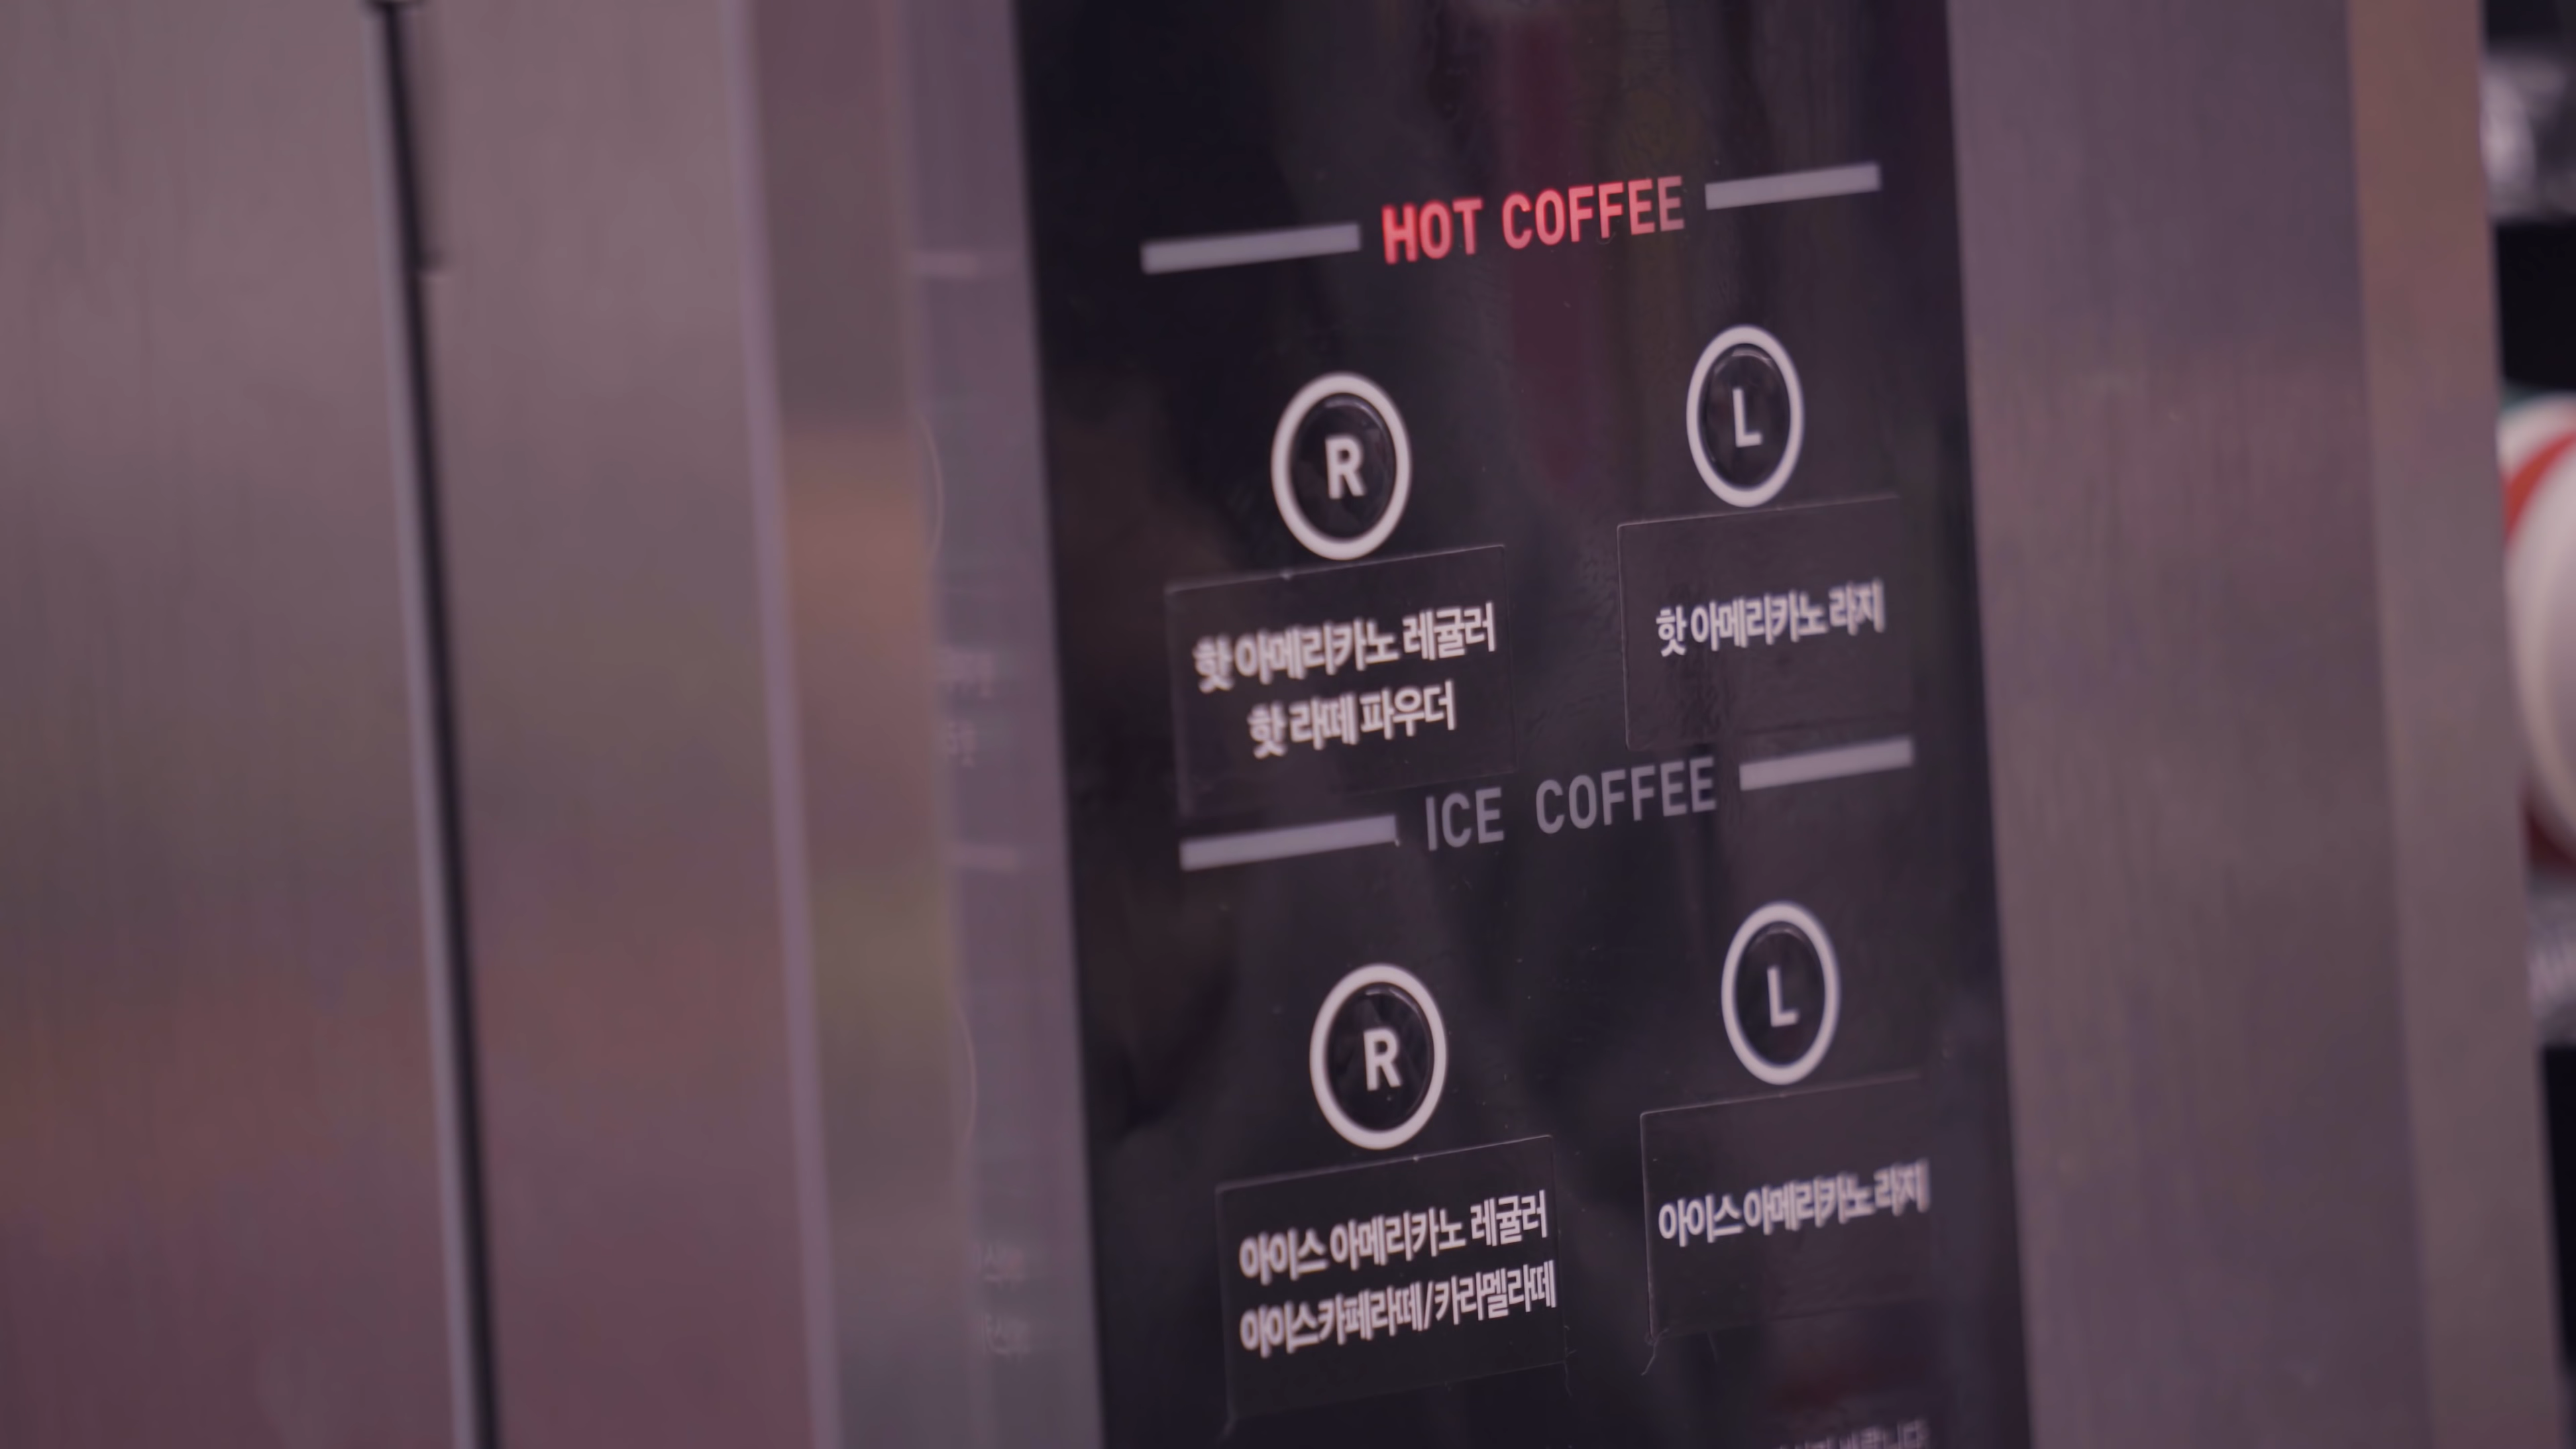 HOT COFFEE
R
L
핫 아메리카노 레귤러
핫 라떼 파우더
핫 아메리카노 라지
ICE COFFEE
R
L
아이스 아메리카노 레귤러
아이스카페라떼/카라멜라떼
아이스 아메리카노 라지